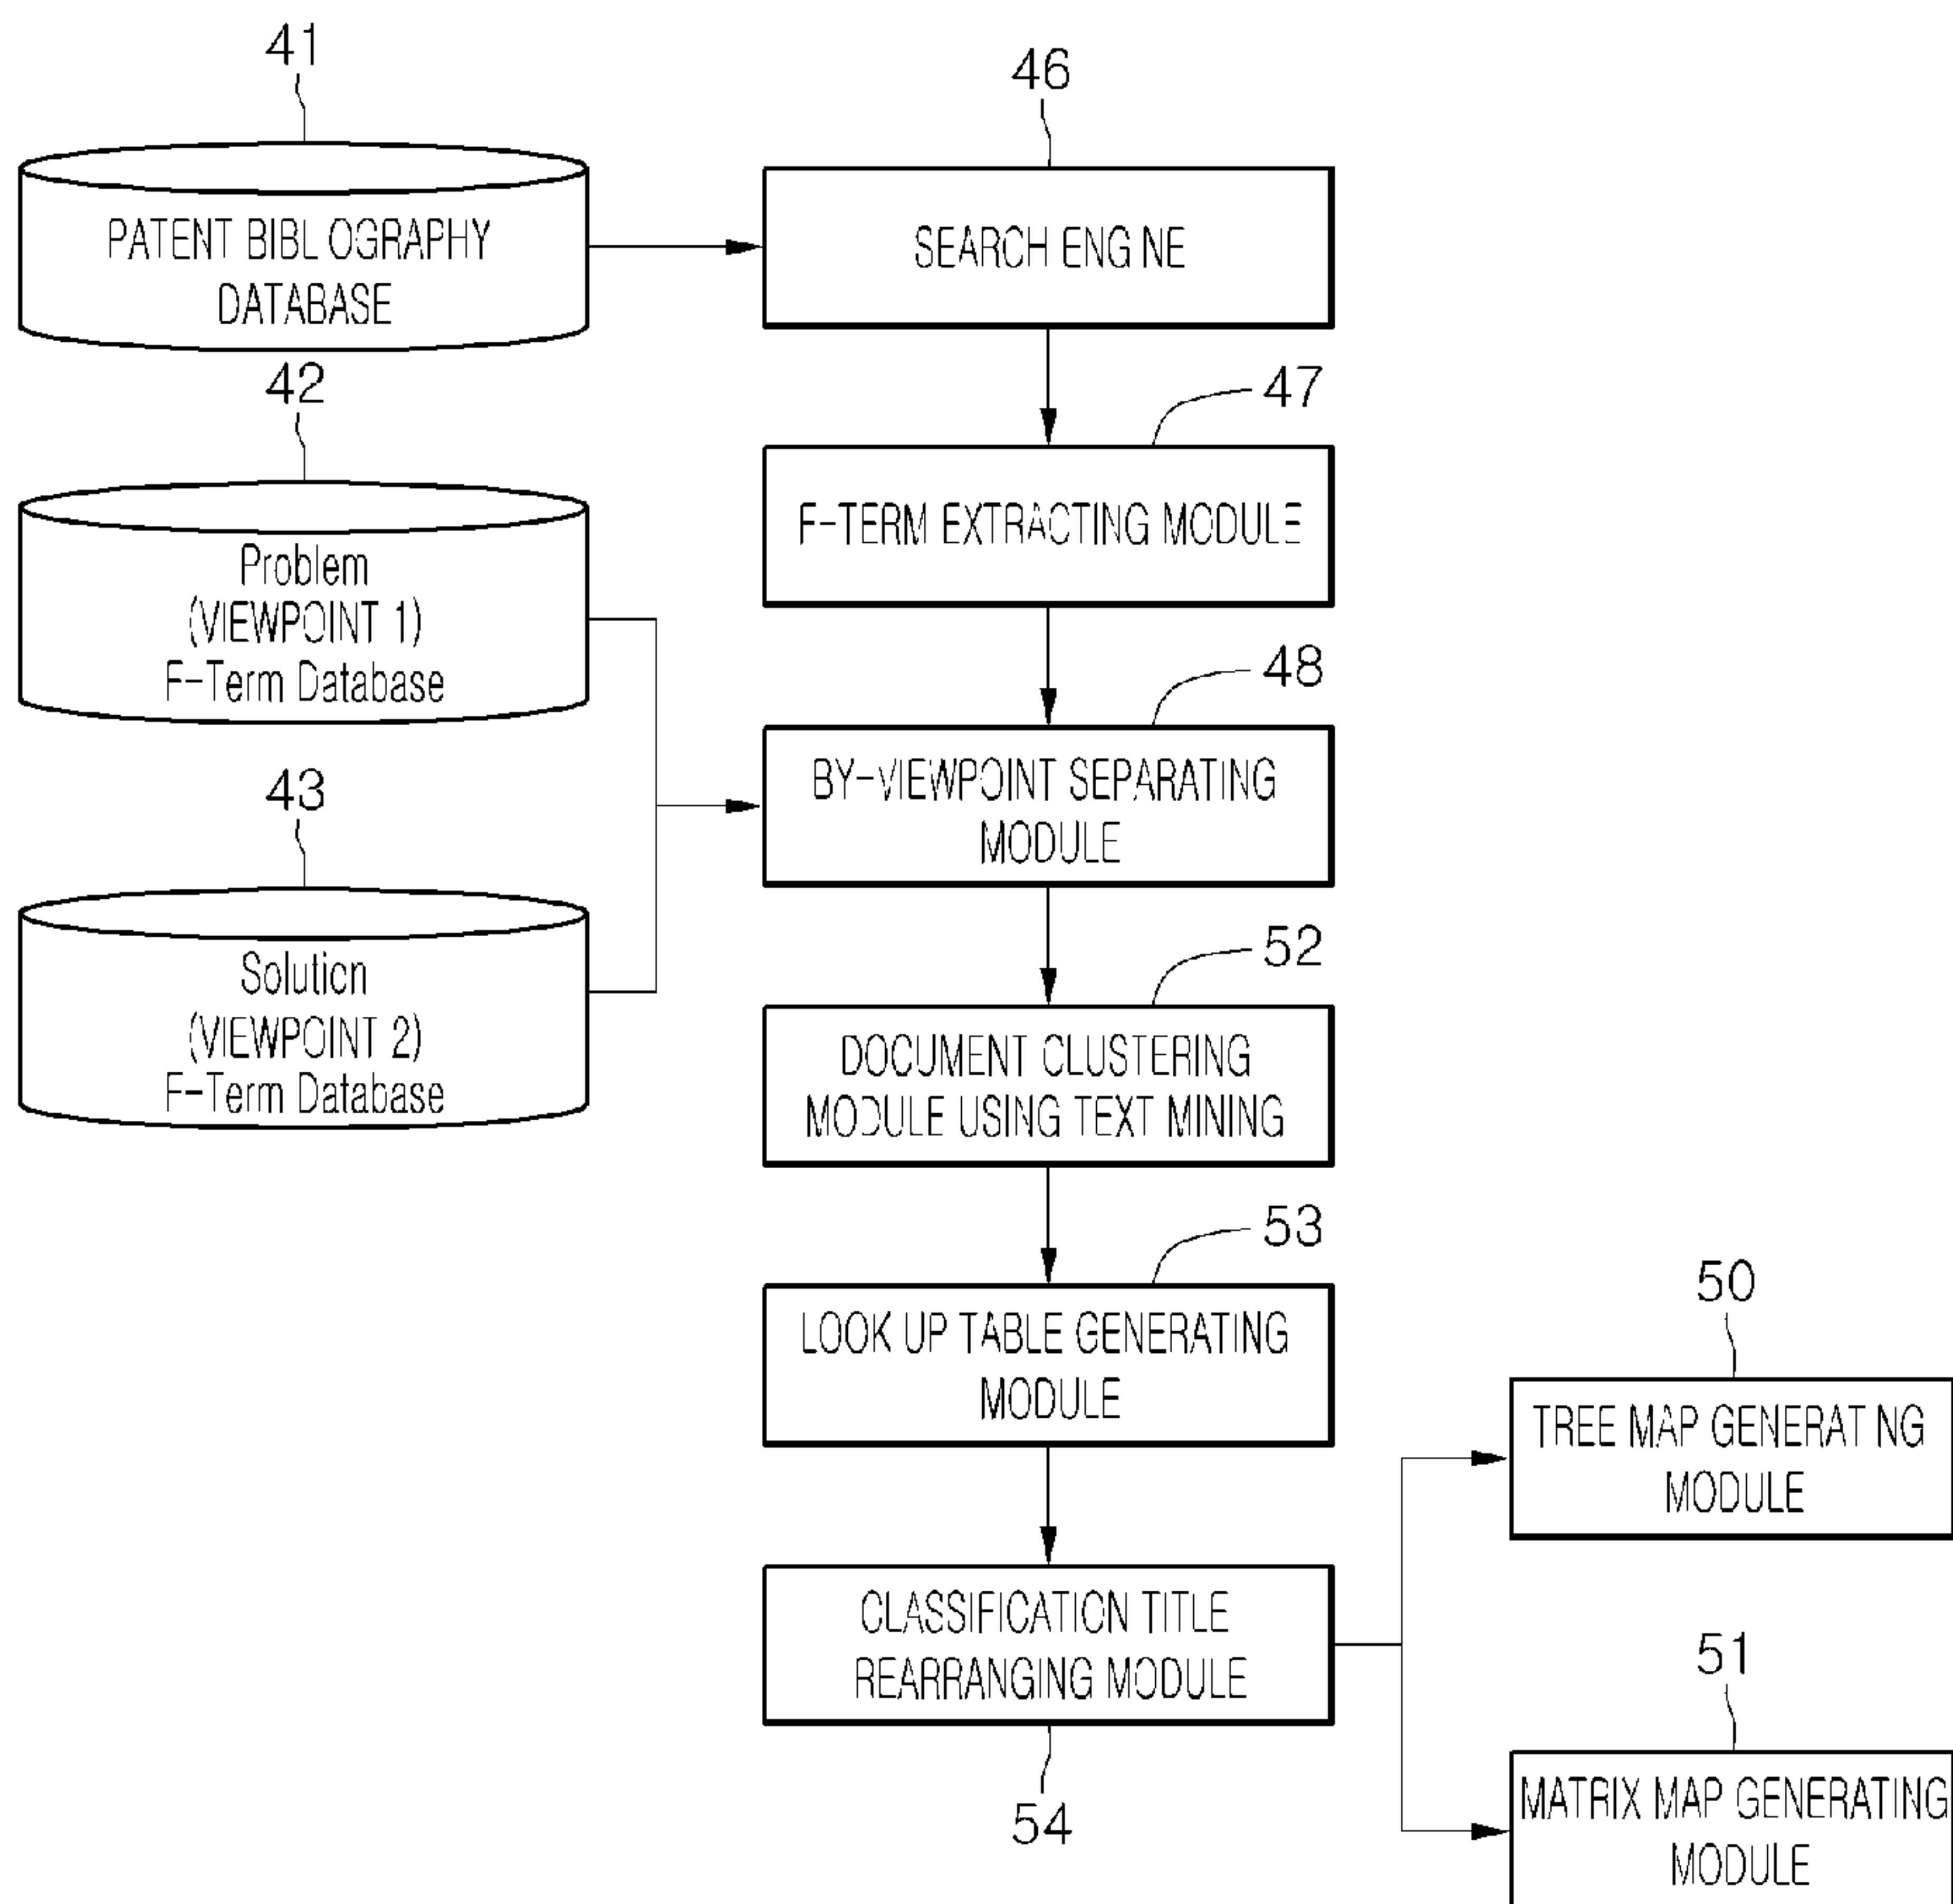 41
PATENT BIBLIOGRAPHY
DATABASE
46
SEARCH ENGINE
42
Problem
(VIEWPOINT 1)
F-Term Database
47
F-TERM EXTRACTING MODULE
43
Solution
(VIEWPOINT 2)
F-Term Database
48
BY-VIEWPOINT SEPARATING
MODULE
52
DOCUMENT CLUSTERING
MODULE USING TEXT MINING
53
LOOK UP TABLE GENERATING
MODULE
54
CLASSIFICATION TITLE
REARRANGING MODULE
50
TREE MAP GENERATING
MODULE
51
MATRIX MAP GENERATING
MODULE